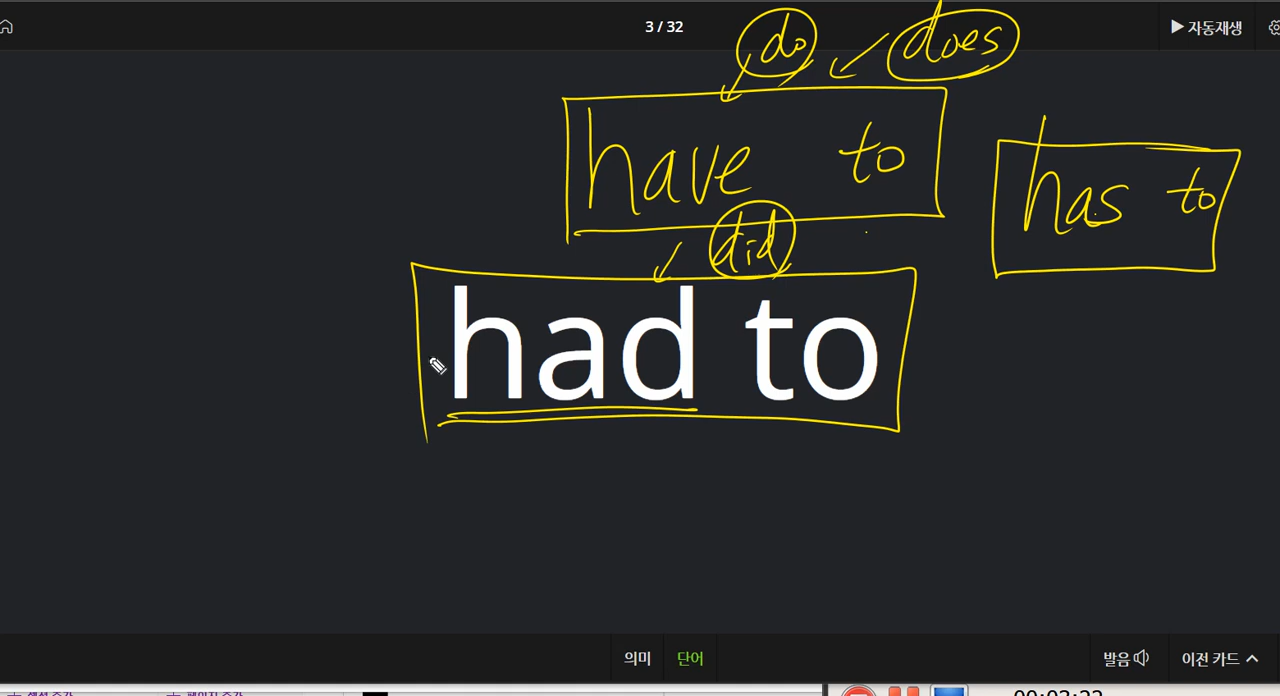 3 / 32
▶ 자동재생
do does
have to
has to
did
had to
의미 단어
발음 이전 카드